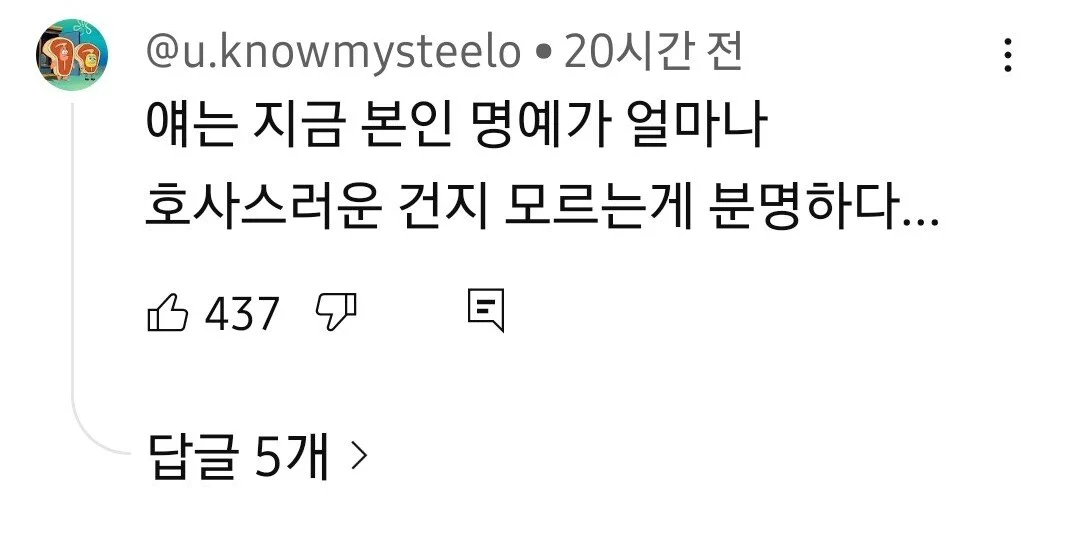 @u.knowmysteelo • 20시간 전
얘는 지금 본인 명예가 얼마나
호사스러운 건지 모르는게 분명하다...
437
답글 5개 >